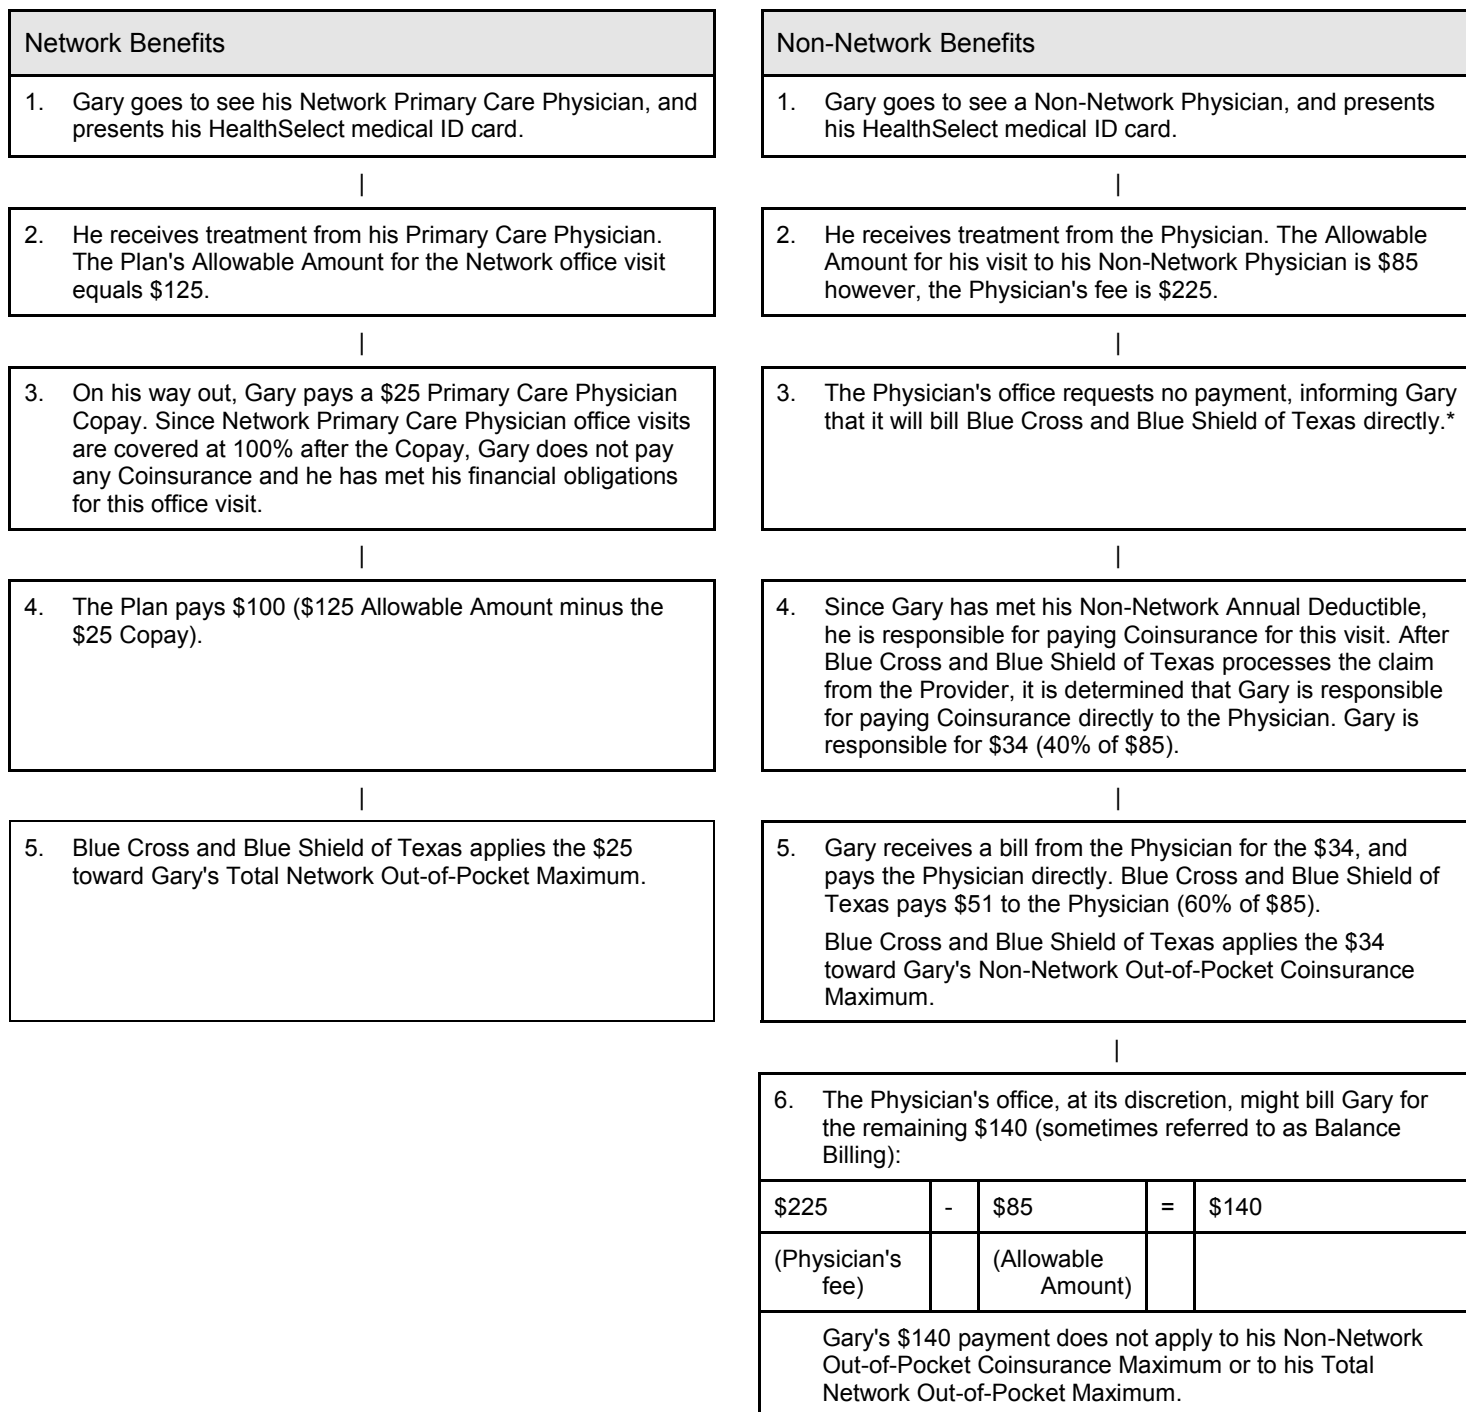 Network Benefits
1. Gary goes to see his Network Primary Care Physician, and
presents his HealthSelect medical ID card.
|
2. He receives treatment from his Primary Care Physician.
The Plan's Allowable Amount for the Network office visit
equals $125.
|
3. On his way out, Gary pays a $25 Primary Care Physician
Copay. Since Network Primary Care Physician office visits
are covered at 100% after the Copay, Gary does not pay
any Coinsurance and he has met his financial obligations
for this office visit.
|
4. The Plan pays $100 ($125 Allowable Amount minus the
$25 Copay).
|
5. Blue Cross and Blue Shield of Texas applies the $25
toward Gary's Total Network Out-of-Pocket Maximum.
Non-Network Benefits
1. Gary goes to see a Non-Network Physician, and presents
his HealthSelect medical ID card.
|
2. He receives treatment from the Physician. The Allowable
Amount for his visit to his Non-Network Physician is $85
however, the Physician's fee is $225.
|
3. The Physician's office requests no payment, informing Gary
that it will bill Blue Cross and Blue Shield of Texas directly.*
|
4. Since Gary has met his Non-Network Annual Deductible,
he is responsible for paying Coinsurance for this visit. After
Blue Cross and Blue Shield of Texas processes the claim
from the Provider, it is determined that Gary is responsible
for paying Coinsurance directly to the Physician. Gary is
responsible for $34 (40% of $85).
|
5. Gary receives a bill from the Physician for the $34, and
pays the Physician directly. Blue Cross and Blue Shield of
Texas pays $51 to the Physician (60% of $85).
Blue Cross and Blue Shield of Texas applies the $34
toward Gary's Non-Network Out-of-Pocket Coinsurance
Maximum.
|
6. The Physician's office, at its discretion, might bill Gary for
the remaining $140 (sometimes referred to as Balance
Billing):
$225 - $85 = $140
(Physician's fee) (Allowable Amount)
Gary's $140 payment does not apply to his Non-Network
Out-of-Pocket Coinsurance Maximum or to his Total
Network Out-of-Pocket Maximum.